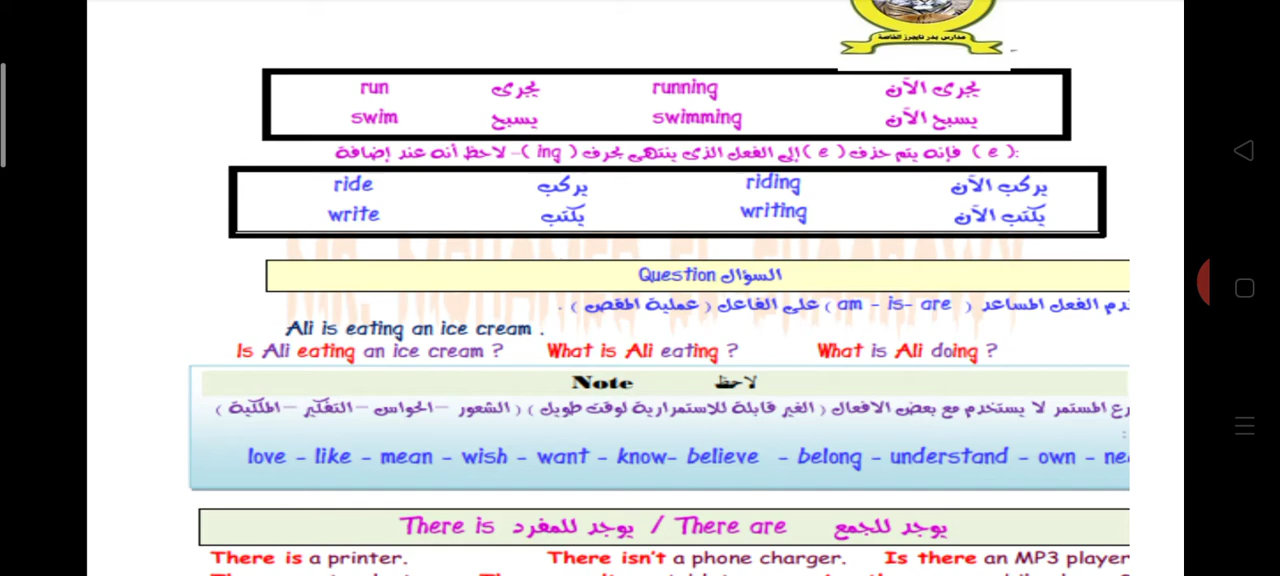 مدارس بدر تايجرز الخاصة
run يجرى running يجرى الآن
swim يسبح swimming يسبح الآن
:( e ) فإنه يتم حذف ( e )إلى الفعل الذى ينتهى بحرف ( ing )- لاحظ أنه عند إضافة
ride يركب riding يركب الآن
write يكتب writing يكتب الآن
Question السؤال
الفعل المساعد ( am - is- are ) على الفاعل ( عملية المقص ) .
Ali is eating an ice cream .
Is Ali eating an ice cream ? What is Ali eating ? What is Ali doing ?
Note لاحظ
المستمر لا يستخدم مع بعض الافعال ( الغير قابلة للاستمرارية لوقت طويل ) ( الشعور – الحواس – التفكير – الملكية )
:
love - like - mean - wish - want - know- believe - belong - understand - own -
There is يوجد للمفرد / There are يوجد للجمع
There is a printer. There isn't a phone charger. Is there an MP3 player